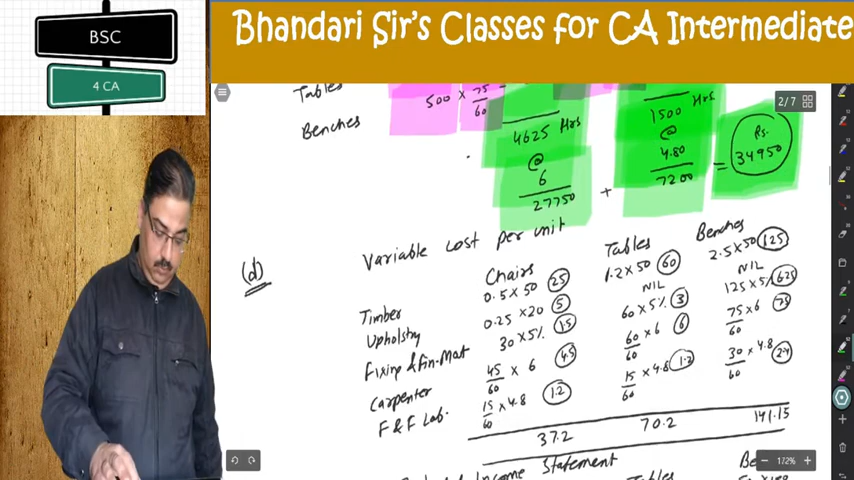 BSC
4 CA
Bhandari Sir's Classes for CA Intermediate
2/7
Tables
Benches
500 × 75/60
4625 Hrs
@
6
27750
+
1500 Hrs
@
4.80
7200
=
Rs.
34950
(d)
Variable cost per unit
Chairs Tables Benches
Timber 0.5 × 50 25 1.2 × 50 60 2.5 × 50 125
Upholstry 0.25 × 20 5 NIL NIL
Fixing & Fin. Mat 30 × 5% 1.5 60 × 5% 3 125 × 5% 6.25
Carpenter 45/60 × 6 4.5 60/60 × 6 6 75/60 × 6 7.5
F & F Lab. 15/60 × 4.8 1.2 15/60 × 4.8 1.2 30/60 × 4.8 2.4
37.2 70.2 141.15
Income Statement
Tables
172%